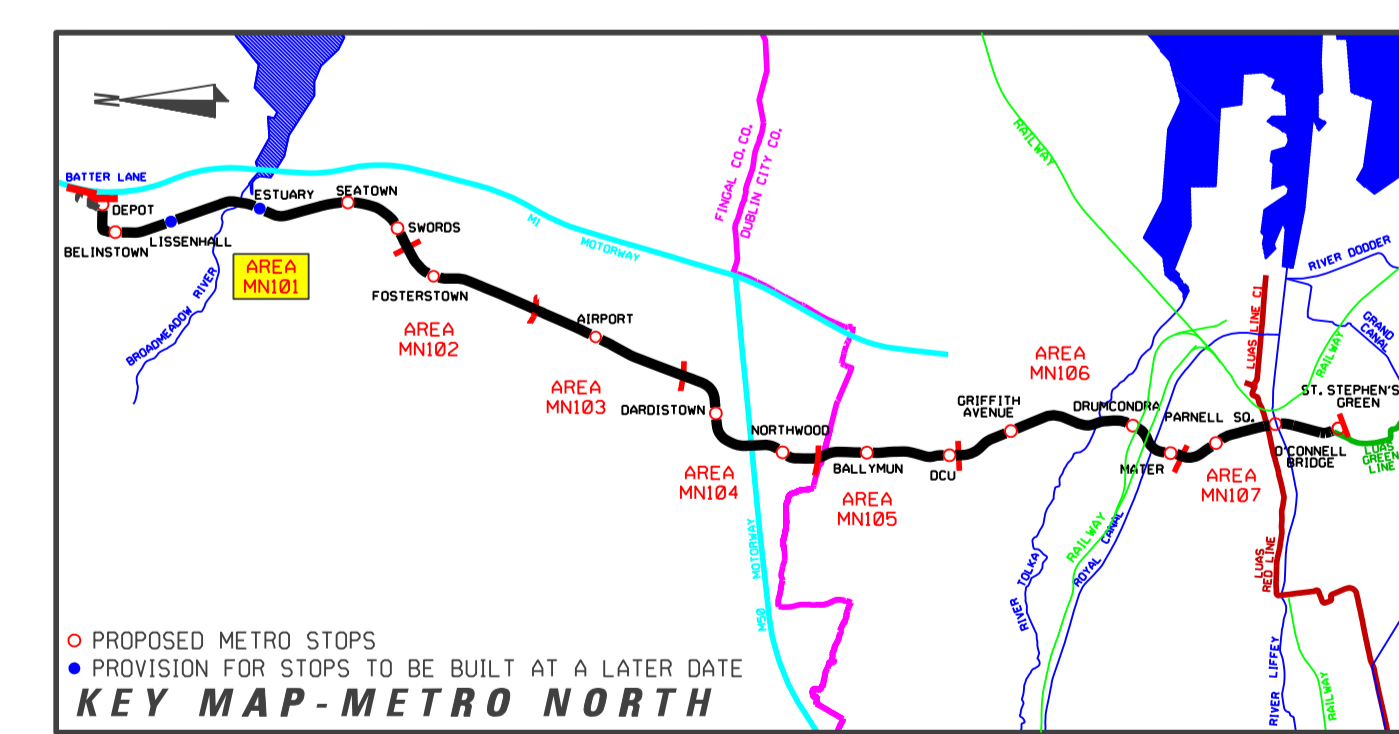 BATTER LANE
DEPOT
BELINSTOWN
LISSENHALL
ESTUARY
SEATOWN
SWORDS
AREA
MN101
BROADMEADOW RIVER
FOSTERSTOWN
AREA
MN102
M1
MOTORWAY
AIRPORT
AREA
MN103
DARDISTOWN
FINGAL CO. CO.
DUBLIN CITY CO.
NORTHWOOD
AREA
MN104
MOTORWAY
M50
BALLYMUN
AREA
MN105
DCU
GRIFFITH
AVENUE
AREA
MN106
DRUMCONDRA
MATER
PARNELL SQ.
AREA
MN107
O'CONNELL
BRIDGE
ST. STEPHEN'S
GREEN
LUAS
GREEN
LINE
RAILWAY
RIVER DODDER
GRAND
CANAL
RAILWAY
LUAS LINE C1
RAILWAY
ROYAL CANAL
RIVER TOLKA
LUAS
RED LINE
RIVER LIFFEY
RAILWAY
PROPOSED METRO STOPS
PROVISION FOR STOPS TO BE BUILT AT A LATER DATE
KEY MAP-METRO NORTH